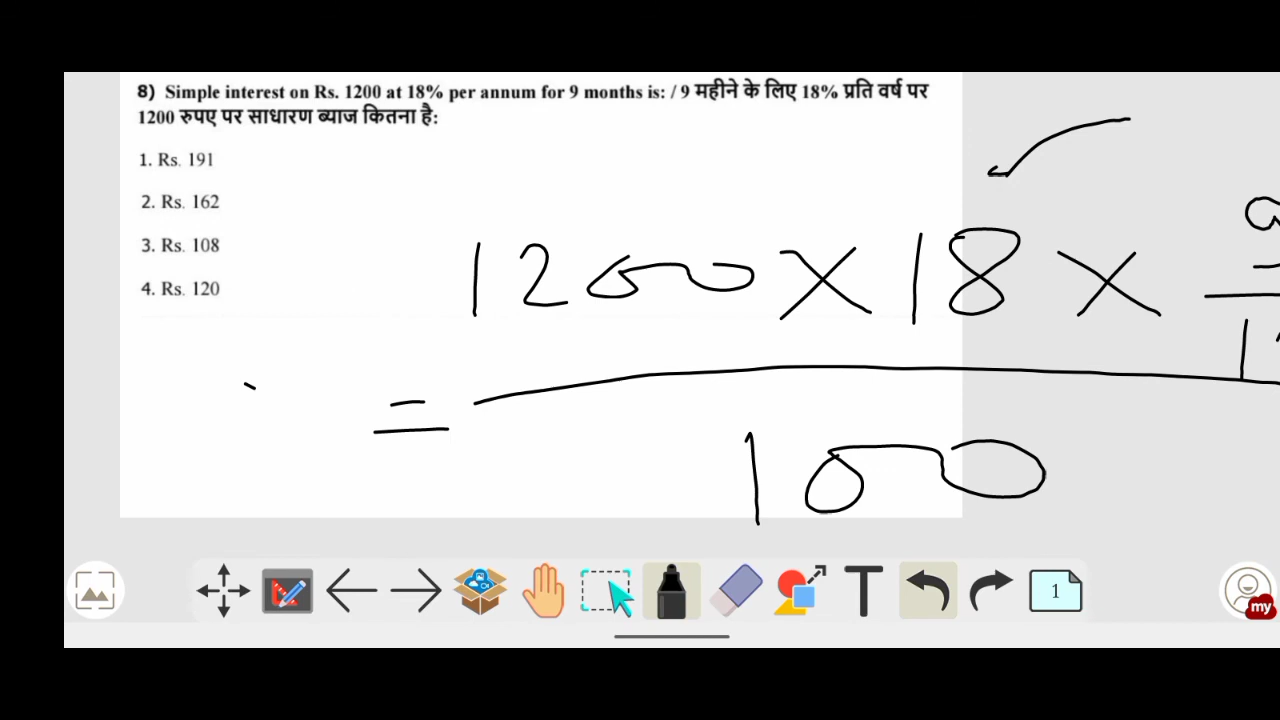 8) Simple interest on Rs. 1200 at 18% per annum for 9 months is: / 9 महीने के लिए 18% प्रति वर्ष पर
1200 रुपए पर साधारण ब्याज कितना है:
1. Rs. 191
2. Rs. 162
3. Rs. 108
4. Rs. 120
1200 × 18 × 9
=
100
T
1
my